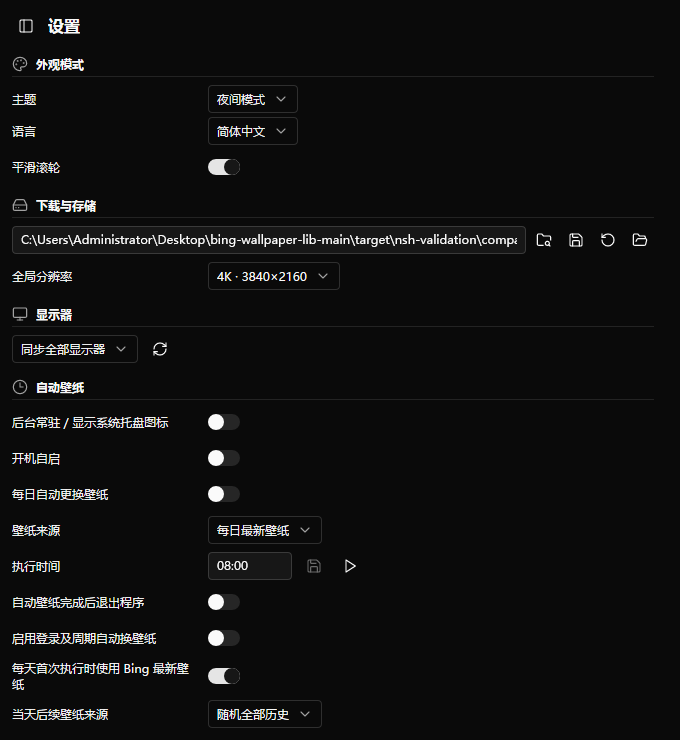 设置
外观模式
主题 夜间模式
语言 简体中文
平滑滚轮
下载与存储
C:\Users\Administrator\Desktop\bing-wallpaper-lib-main\target\nsh-validation\compa
全局分辨率 4K · 3840×2160
显示器
同步全部显示器
自动壁纸
后台常驻 / 显示系统托盘图标
开机自启
每日自动更换壁纸
壁纸来源 每日最新壁纸
执行时间 08:00
自动壁纸完成后退出程序
启用登录及周期自动换壁纸
每天首次执行时使用 Bing 最新壁
纸
当天后续壁纸来源 随机全部历史